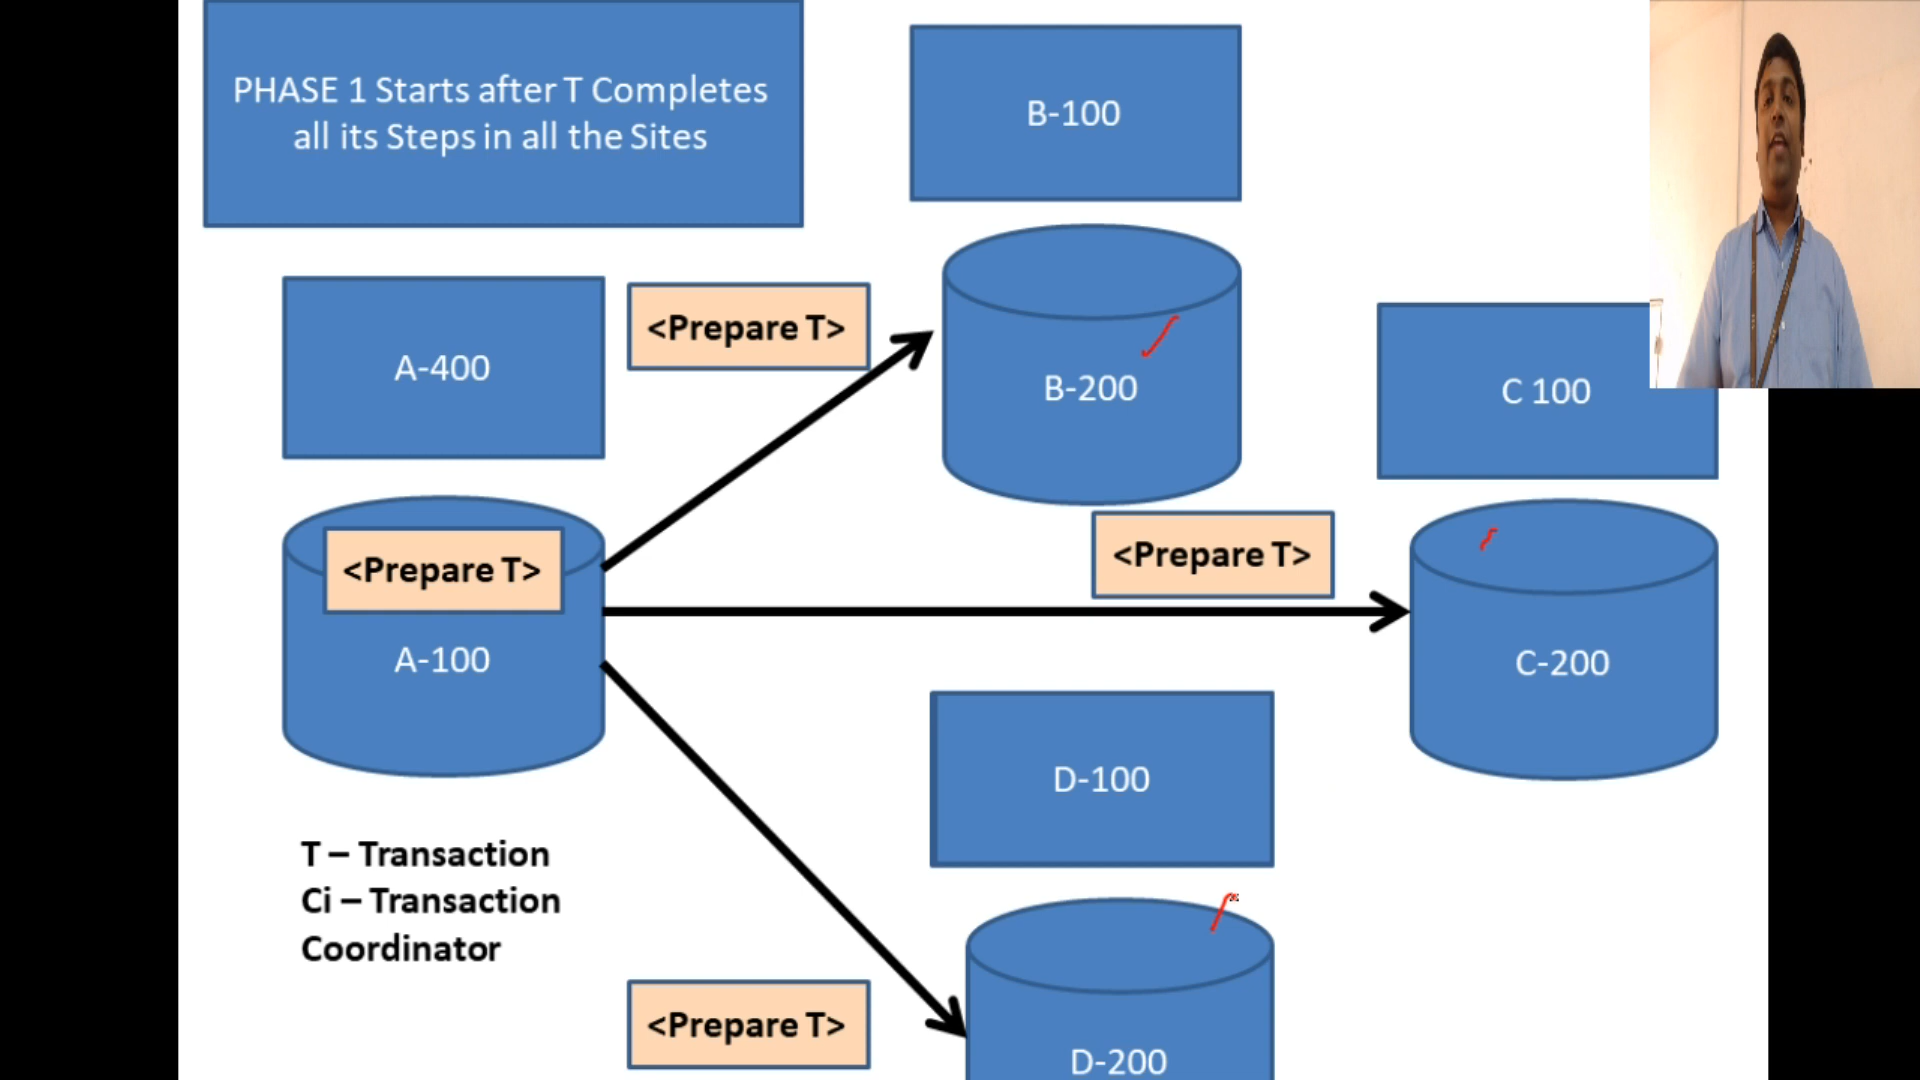 PHASE 1 Starts after T Completes
all its Steps in all the Sites
B-100
A-400
<Prepare T>
B-200
C 100
<Prepare T>
A-100
<Prepare T>
C-200
D-100
T – Transaction
Ci – Transaction
Coordinator
<Prepare T>
D-200